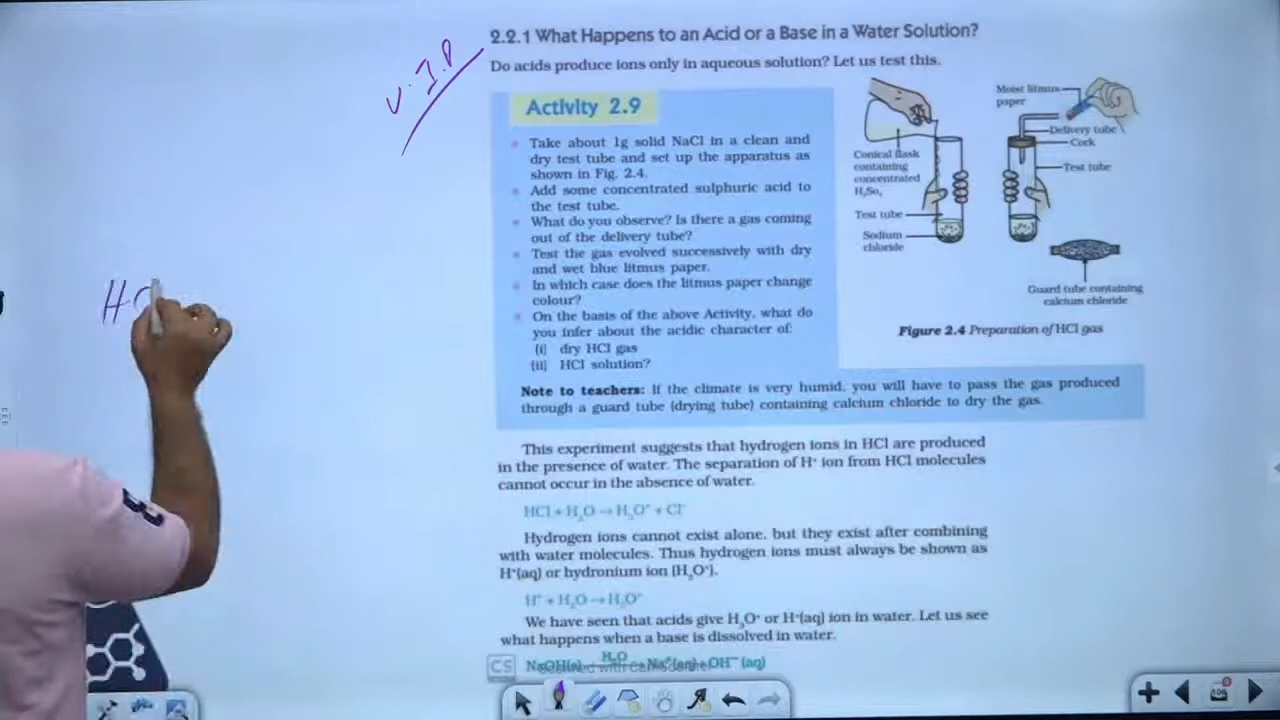 2.2.1 What Happens to an Acid or a Base in a Water Solution?
Do acids produce ions only in aqueous solution? Let us test this.
V. I.P
Activity 2.9
Take about 1g solid NaCl in a clean and
dry test tube and set up the apparatus as
shown in Fig. 2.4.
Add some concentrated sulphuric acid to
the test tube.
What do you observe? Is there a gas coming
out of the delivery tube?
Test the gas evolved successively with dry
and wet blue litmus paper.
In which case does the litmus paper change
colour?
On the basis of the above Activity, what do
you infer about the acidic character of:
(i) dry HCl gas
(ii) HCl solution?
Conical flask
containing
concentrated
H₂So₄
Test tube
Sodium
chloride
Moist litmus
paper
Delivery tube
Cork
Test tube
Guard tube containing
calcium chloride
Figure 2.4 Preparation of HCl gas
Note to teachers: If the climate is very humid, you will have to pass the gas produced
through a guard tube (drying tube) containing calcium chloride to dry the gas.
This experiment suggests that hydrogen ions in HCl are produced
in the presence of water. The separation of H⁺ ion from HCl molecules
cannot occur in the absence of water.
HCl + H₂O → H₃O⁺ + Cl⁻
Hydrogen ions cannot exist alone, but they exist after combining
with water molecules. Thus hydrogen ions must always be shown as
H⁺(aq) or hydronium ion (H₃O⁺).
H⁺ + H₂O → H₃O⁺
We have seen that acids give H₃O⁺ or H⁺(aq) ion in water. Let us see
what happens when a base is dissolved in water.
NaOH(s) H₂O → Na⁺(aq) + OH⁻ (aq)
CS
H
106